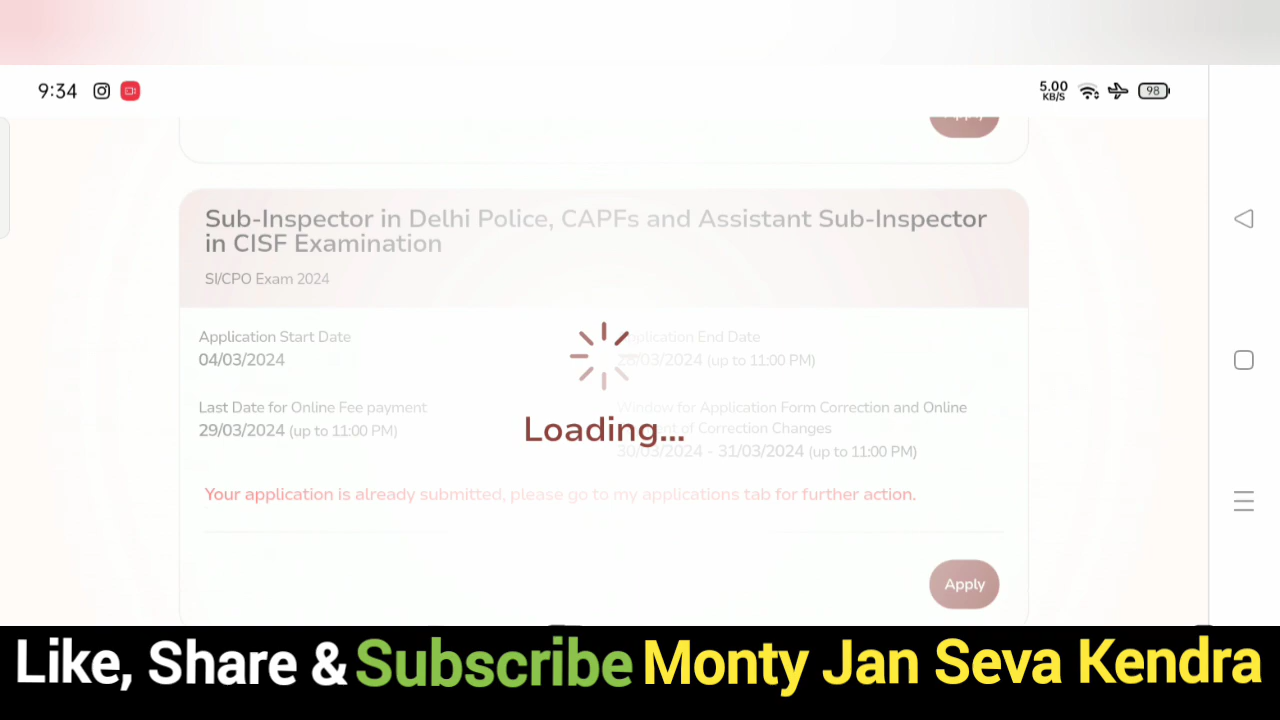 9:34
5.00
KB/S
98
Apply
Sub-Inspector in Delhi Police, CAPFs and Assistant Sub-Inspector
in CISF Examination
SI/CPO Exam 2024
Application Start Date
04/03/2024
Application End Date
28/03/2024 (up to 11:00 PM)
Last Date for Online Fee payment
29/03/2024 (up to 11:00 PM)
Window for Application Form Correction and Online
of Correction Changes
30/03/2024 - 31/03/2024 (up to 11:00 PM)
Loading...
Your application is already submitted, please go to my applications tab for further action.
Apply
Like, Share & Subscribe Monty Jan Seva Kendra